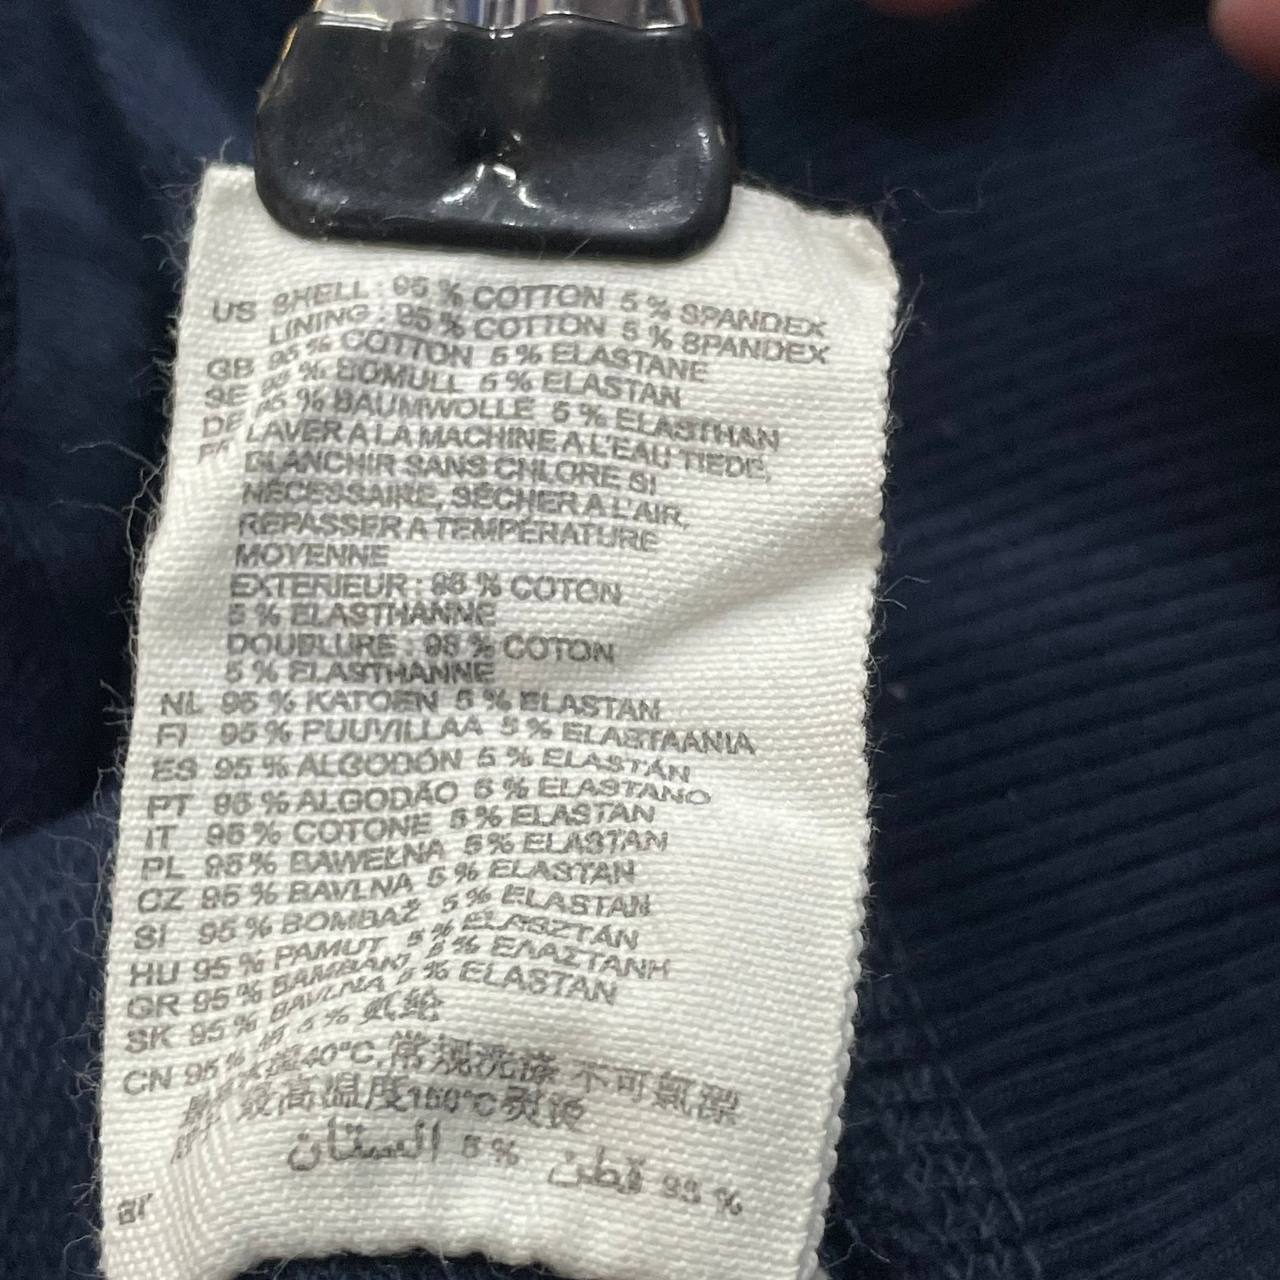 US SHELL : 95 % COTTON 5 % SPANDEX
LINING : 95 % COTTON 5 % SPANDEX
GB 95 % COTTON 5 % ELASTANE
SE 95 % BOMULL 5 % ELASTAN
DE 95 % BAUMWOLLE 5 % ELASTHAN
LAVER A LA MACHINE A L'EAU TIEDE,
BLANCHIR SANS CHLORE SI
NÉCESSAIRE, SÉCHER A L'AIR,
REPASSER A TEMPÉRATURE
MOYENNE
EXTERIEUR : 95 % COTON
5 % ELASTHANNE
DOUBLURE : 95 % COTON
5 % ELASTHANNE
NL 95 % KATOEN 5 % ELASTAN
FI 95 % PUUVILLAA 5 % ELASTAANIA
ES 95 % ALGODÓN 5 % ELASTÁN
PT 95 % ALGODÃO 5 % ELASTANO
IT 95 % COTONE 5 % ELASTAN
PL 95 % BAWEŁNA 5 % ELASTAN
CZ 95 % BAVLNA 5 % ELASTAN
SI 95 % BOMBAŽ 5 % ELASTAN
HU 95 % PAMUT 5 % ELASZTÁN
GR 95 % ΒΑΜΒΑΚΙ 5 % ΕΛΑΣΤΑΝΗ
SK 95 % BAVLNA 5 % ELASTAN
CN 95 % 5 % 氨纶
40°C,常规洗涤 不可氯漂
最高温度150°C熨烫
95 % قطن 5 % الستان